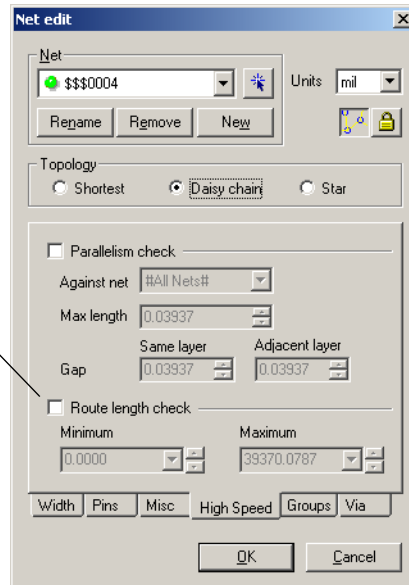 Net edit
Net
$$$0004
Units mil
Rename Remove New
Topology
Shortest Daisy chain Star
Parallelism check
Against net #All Nets#
Max length 0.03937
Same layer Adjacent layer
Gap 0.03937 0.03937
Route length check
Minimum Maximum
0.0000 39370.0787
Width Pins Misc High Speed Groups Via
OK Cancel